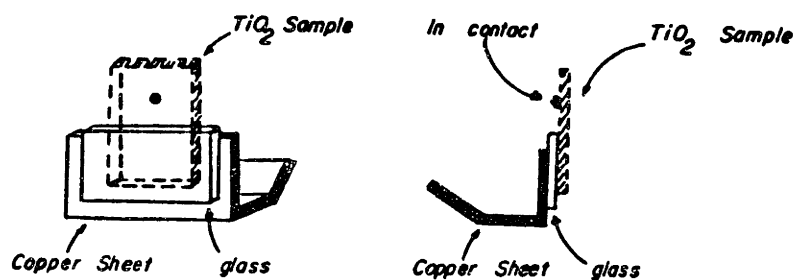 TiO2 Sample
In contact
TiO2 Sample
Copper Sheet
glass
Copper Sheet
glass